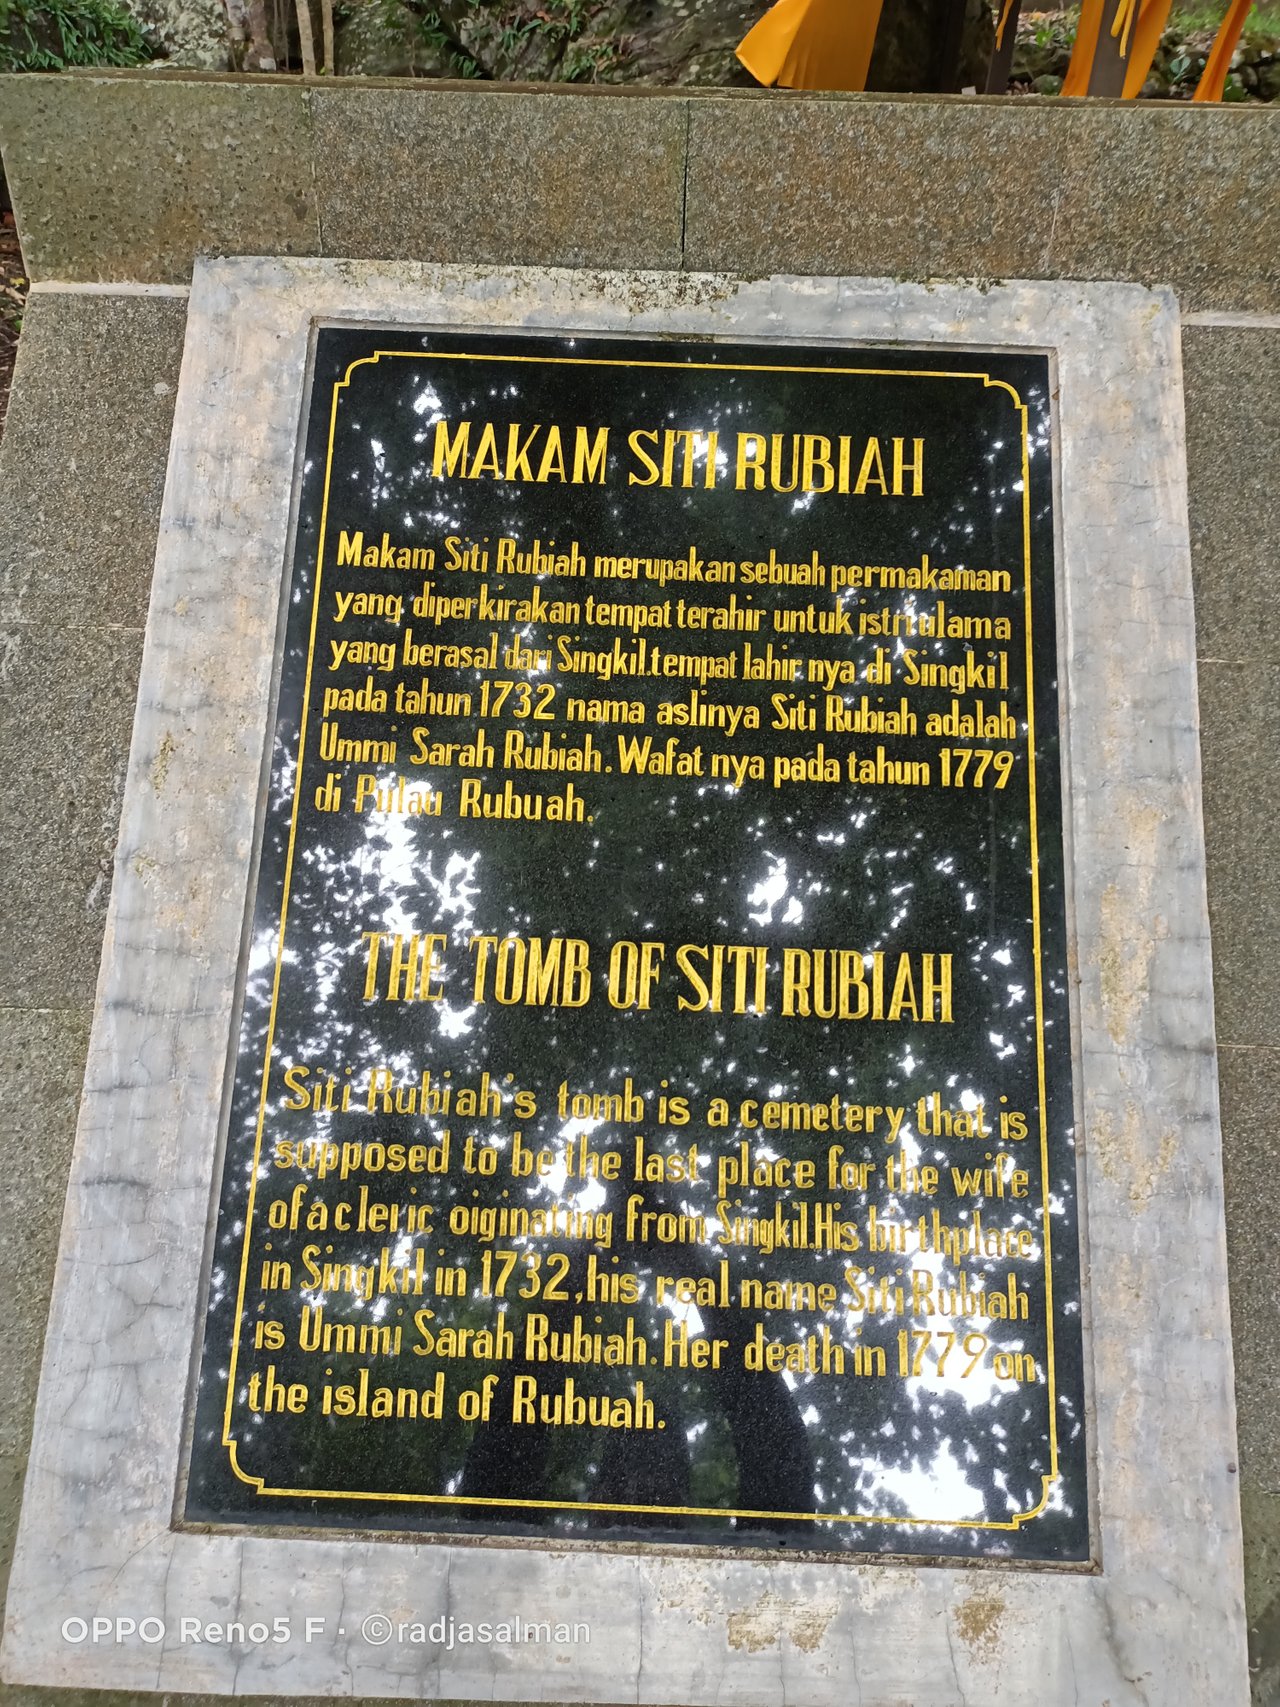 MAKAM SITI RUBIAH
Makam Siti Rubiah merupakan sebuah permakaman
yang diperkirakan tempat terahir untuk istri ulama
yang berasal dari Singkil.tempat lahir nya di Singkil
pada tahun 1732 nama aslinya Siti Rubiah adalah
Ummi Sarah Rubiah. Wafat nya pada tahun 1779
di Pulau Rubuah.
THE TOMB OF SITI RUBIAH
Siti Rubiah's tomb is a cemetery that is
supposed to be the last place for the wife
of a cleric oiginating from Singkil.His birthplace
in Singkil in 1732,his real name Siti Rubiah
is Ummi Sarah Rubiah.Her death in 1779 on
the island of Rubuah.
OPPO Reno5 F · ©radjasalman